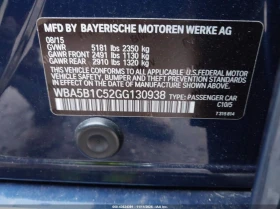 MFD BY BAYERISCHE MOTOREN WERKE AG
08/15
GVWR 5181 lbs 2350 kg
GAWR FRONT 2491 lbs 1130 kg
GAWR REAR 2910 lbs 1320 kg
THIS VEHICLE CONFORMS TO ALL APPLICABLE U.S. FEDERAL MOTOR
VEHICLE SAFETY, BUMPER AND THEFT PREVENTION STANDARDS
IN EFFECT ON THE DATE OF MANUFACTURE SHOWN ABOVE.
WBA5B1C52GG130938 TYPE: PASSENGER CAR
C10/5